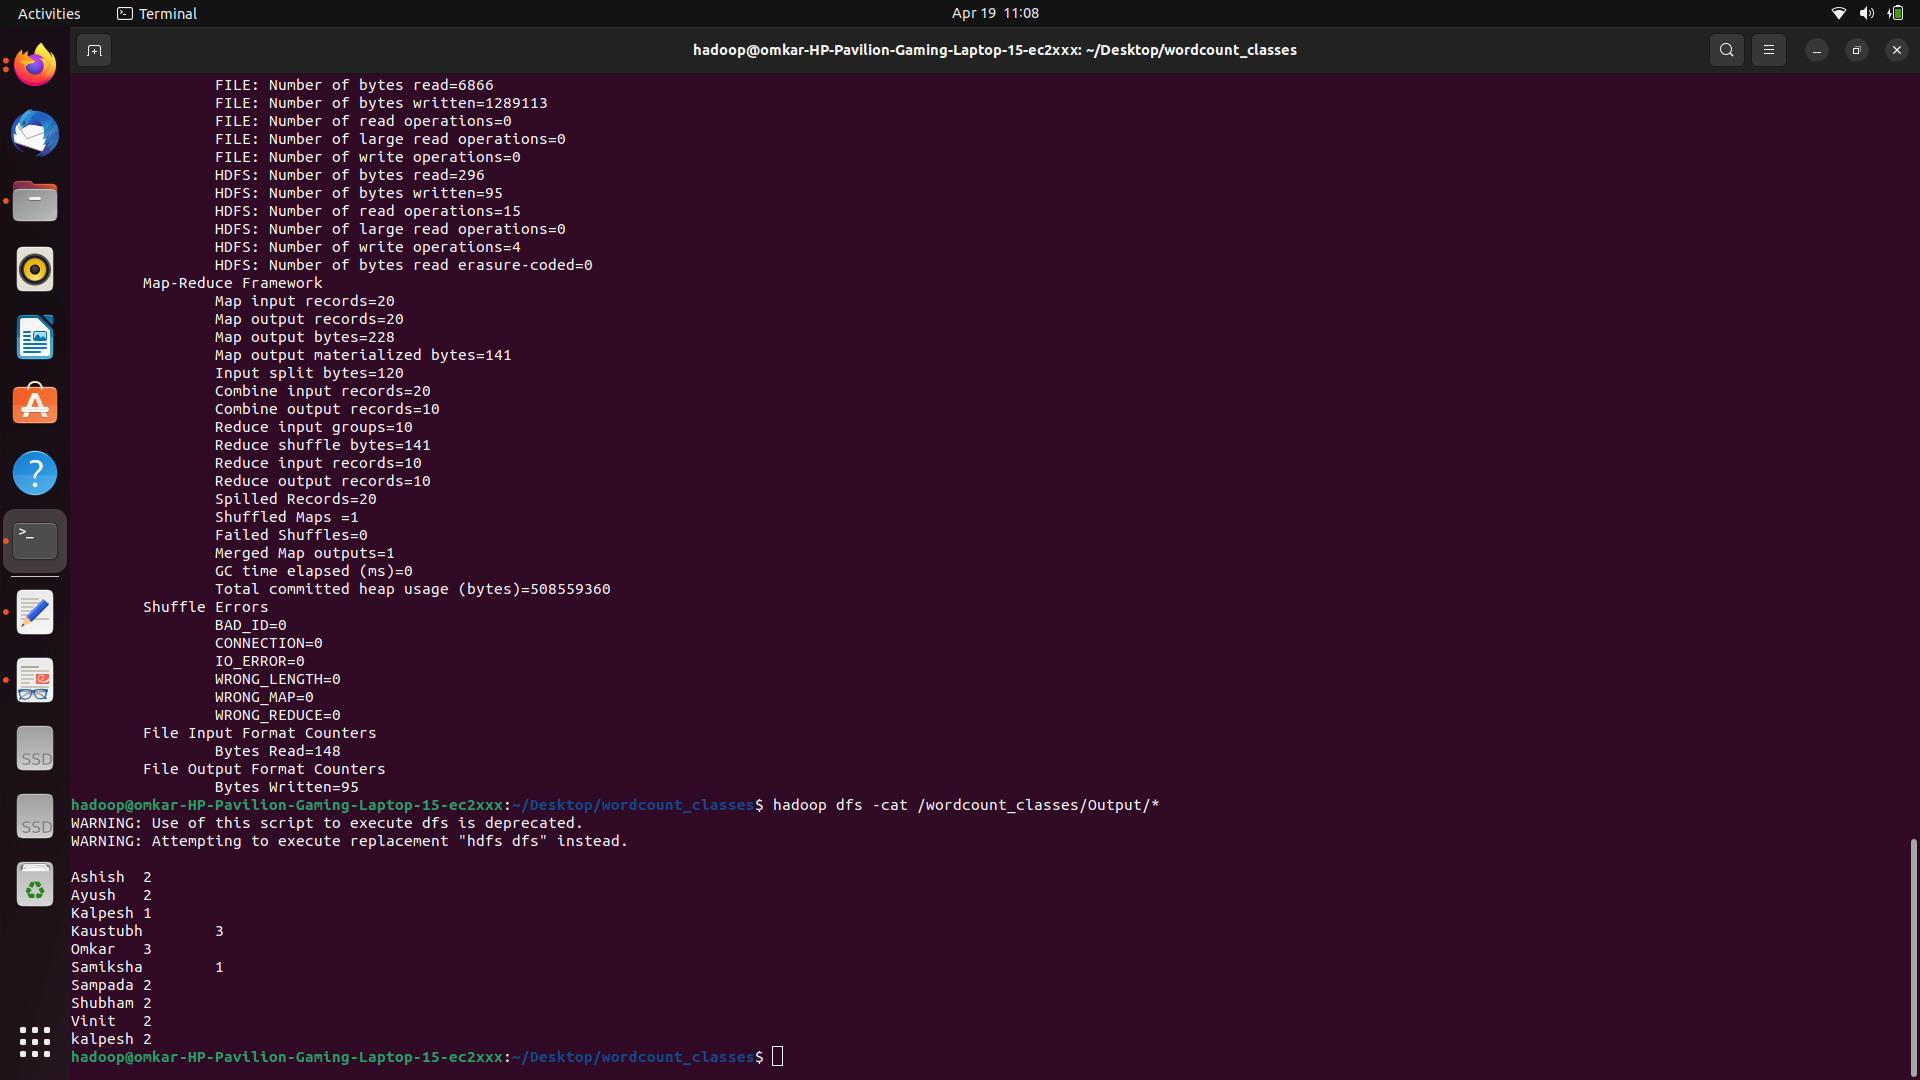 Activities
Terminal
Apr 19 11:08
hadoop@omkar-HP-Pavilion-Gaming-Laptop-15-ec2xxx: ~/Desktop/wordcount_classes
FILE: Number of bytes read=6866
FILE: Number of bytes written=1289113
FILE: Number of read operations=0
FILE: Number of large read operations=0
FILE: Number of write operations=0
HDFS: Number of bytes read=296
HDFS: Number of bytes written=95
HDFS: Number of read operations=15
HDFS: Number of large read operations=0
HDFS: Number of write operations=4
HDFS: Number of bytes read erasure-coded=0
Map-Reduce Framework
Map input records=20
Map output records=20
Map output bytes=228
Map output materialized bytes=141
Input split bytes=120
Combine input records=20
Combine output records=10
Reduce input groups=10
Reduce shuffle bytes=141
Reduce input records=10
Reduce output records=10
Spilled Records=20
Shuffled Maps =1
Failed Shuffles=0
Merged Map outputs=1
GC time elapsed (ms)=0
Total committed heap usage (bytes)=508559360
Shuffle Errors
BAD_ID=0
CONNECTION=0
IO_ERROR=0
WRONG_LENGTH=0
WRONG_MAP=0
WRONG_REDUCE=0
File Input Format Counters
Bytes Read=148
File Output Format Counters
Bytes Written=95
hadoop@omkar-HP-Pavilion-Gaming-Laptop-15-ec2xxx:~/Desktop/wordcount_classes$ hadoop dfs -cat /wordcount_classes/Output/*
WARNING: Use of this script to execute dfs is deprecated.
WARNING: Attempting to execute replacement "hdfs dfs" instead.
Ashish 2
Ayush 2
Kalpesh 1
Kaustubh 3
Omkar 3
Samiksha 1
Sampada 2
Shubham 2
Vinit 2
kalpesh 2
hadoop@omkar-HP-Pavilion-Gaming-Laptop-15-ec2xxx:~/Desktop/wordcount_classes$
SSD
SSD